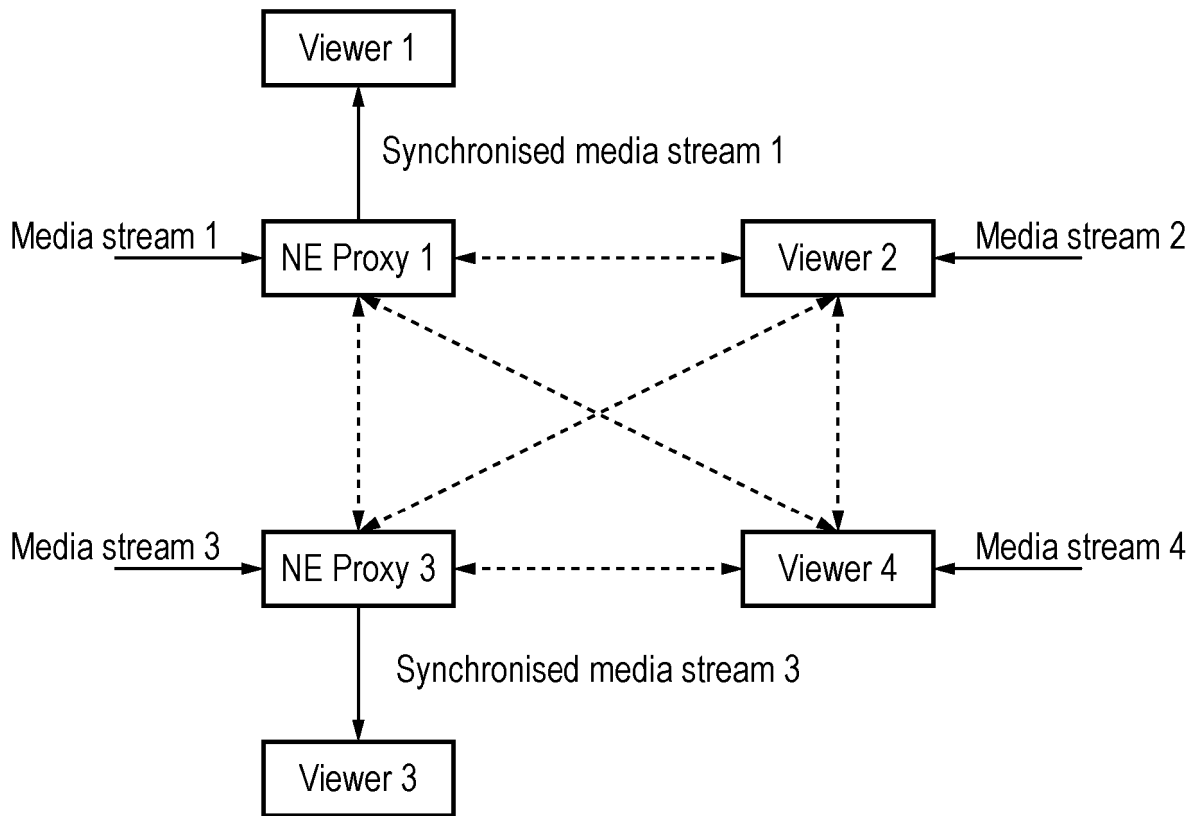 Viewer 1
Synchronised media stream 1
Media stream 1
NE Proxy 1
Viewer 2
Media stream 2
Media stream 3
NE Proxy 3
Viewer 4
Media stream 4
Synchronised media stream 3
Viewer 3